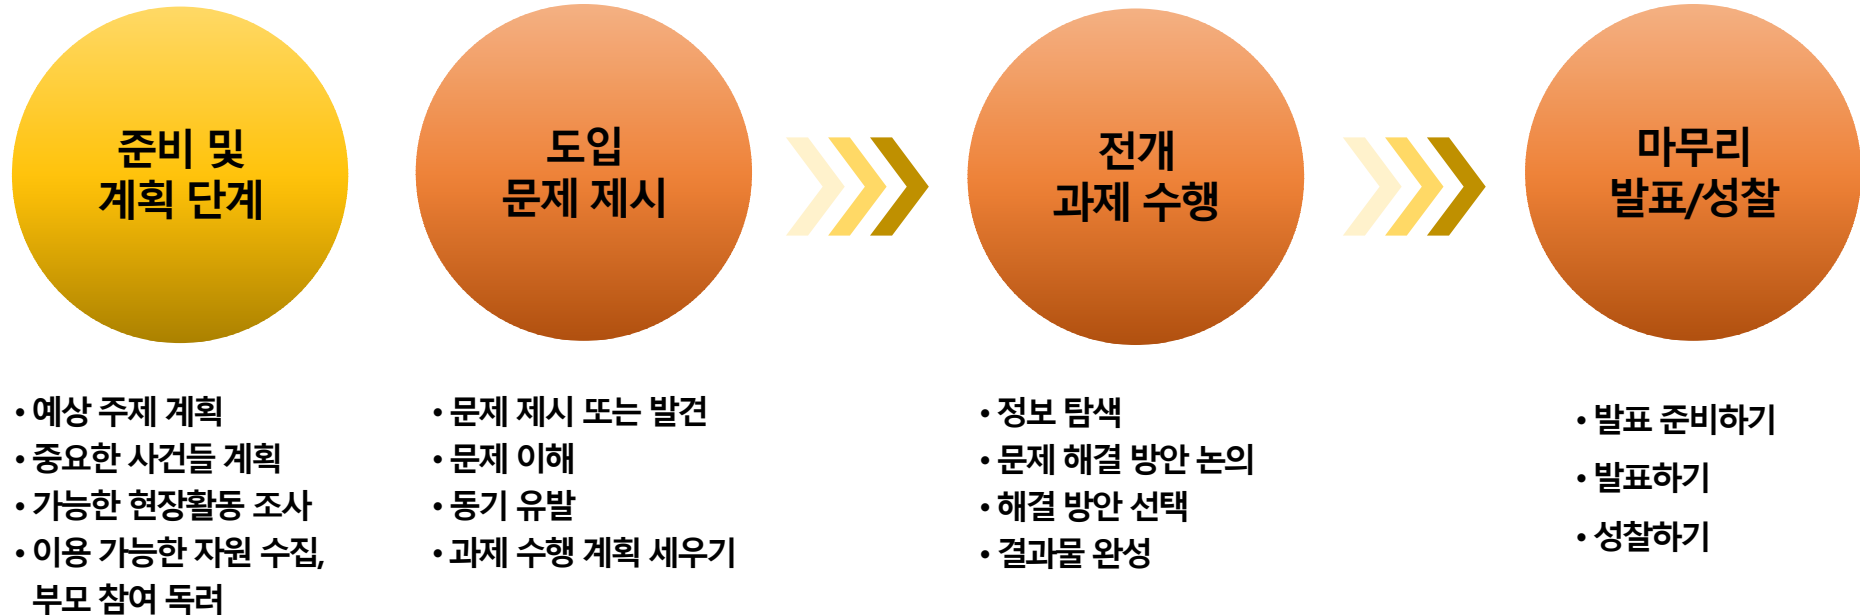 준비 및
계획 단계
• 예상 주제 계획
• 중요한 사건들 계획
• 가능한 현장활동 조사
• 이용 가능한 자원 수집,
부모 참여 독려
도입
문제 제시
• 문제 제시 또는 발견
• 문제 이해
• 동기 유발
• 과제 수행 계획 세우기
전개
과제 수행
• 정보 탐색
• 문제 해결 방안 논의
• 해결 방안 선택
• 결과물 완성
마무리
발표/성찰
• 발표 준비하기
• 발표하기
• 성찰하기